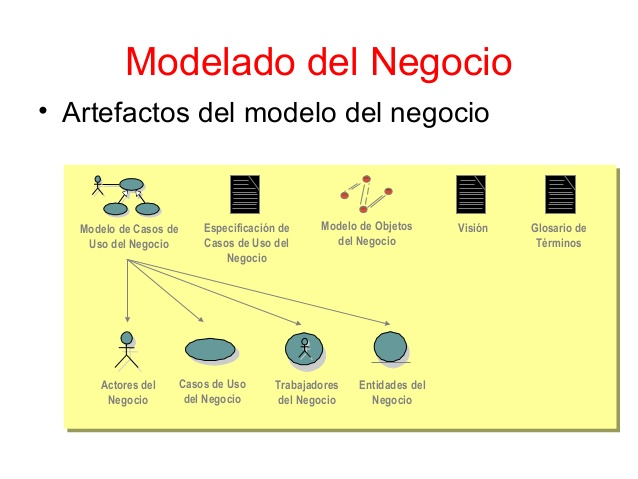 Modelado del Negocio
• Artefactos del modelo del negocio
Modelo de Casos de
Uso del Negocio
Especificación de
Casos de Uso del
Negocio
Modelo de Objetos
del Negocio
Visión
Glosario de
Términos
Actores del
Negocio
Casos de Uso
del Negocio
Trabajadores
del Negocio
Entidades del
Negocio